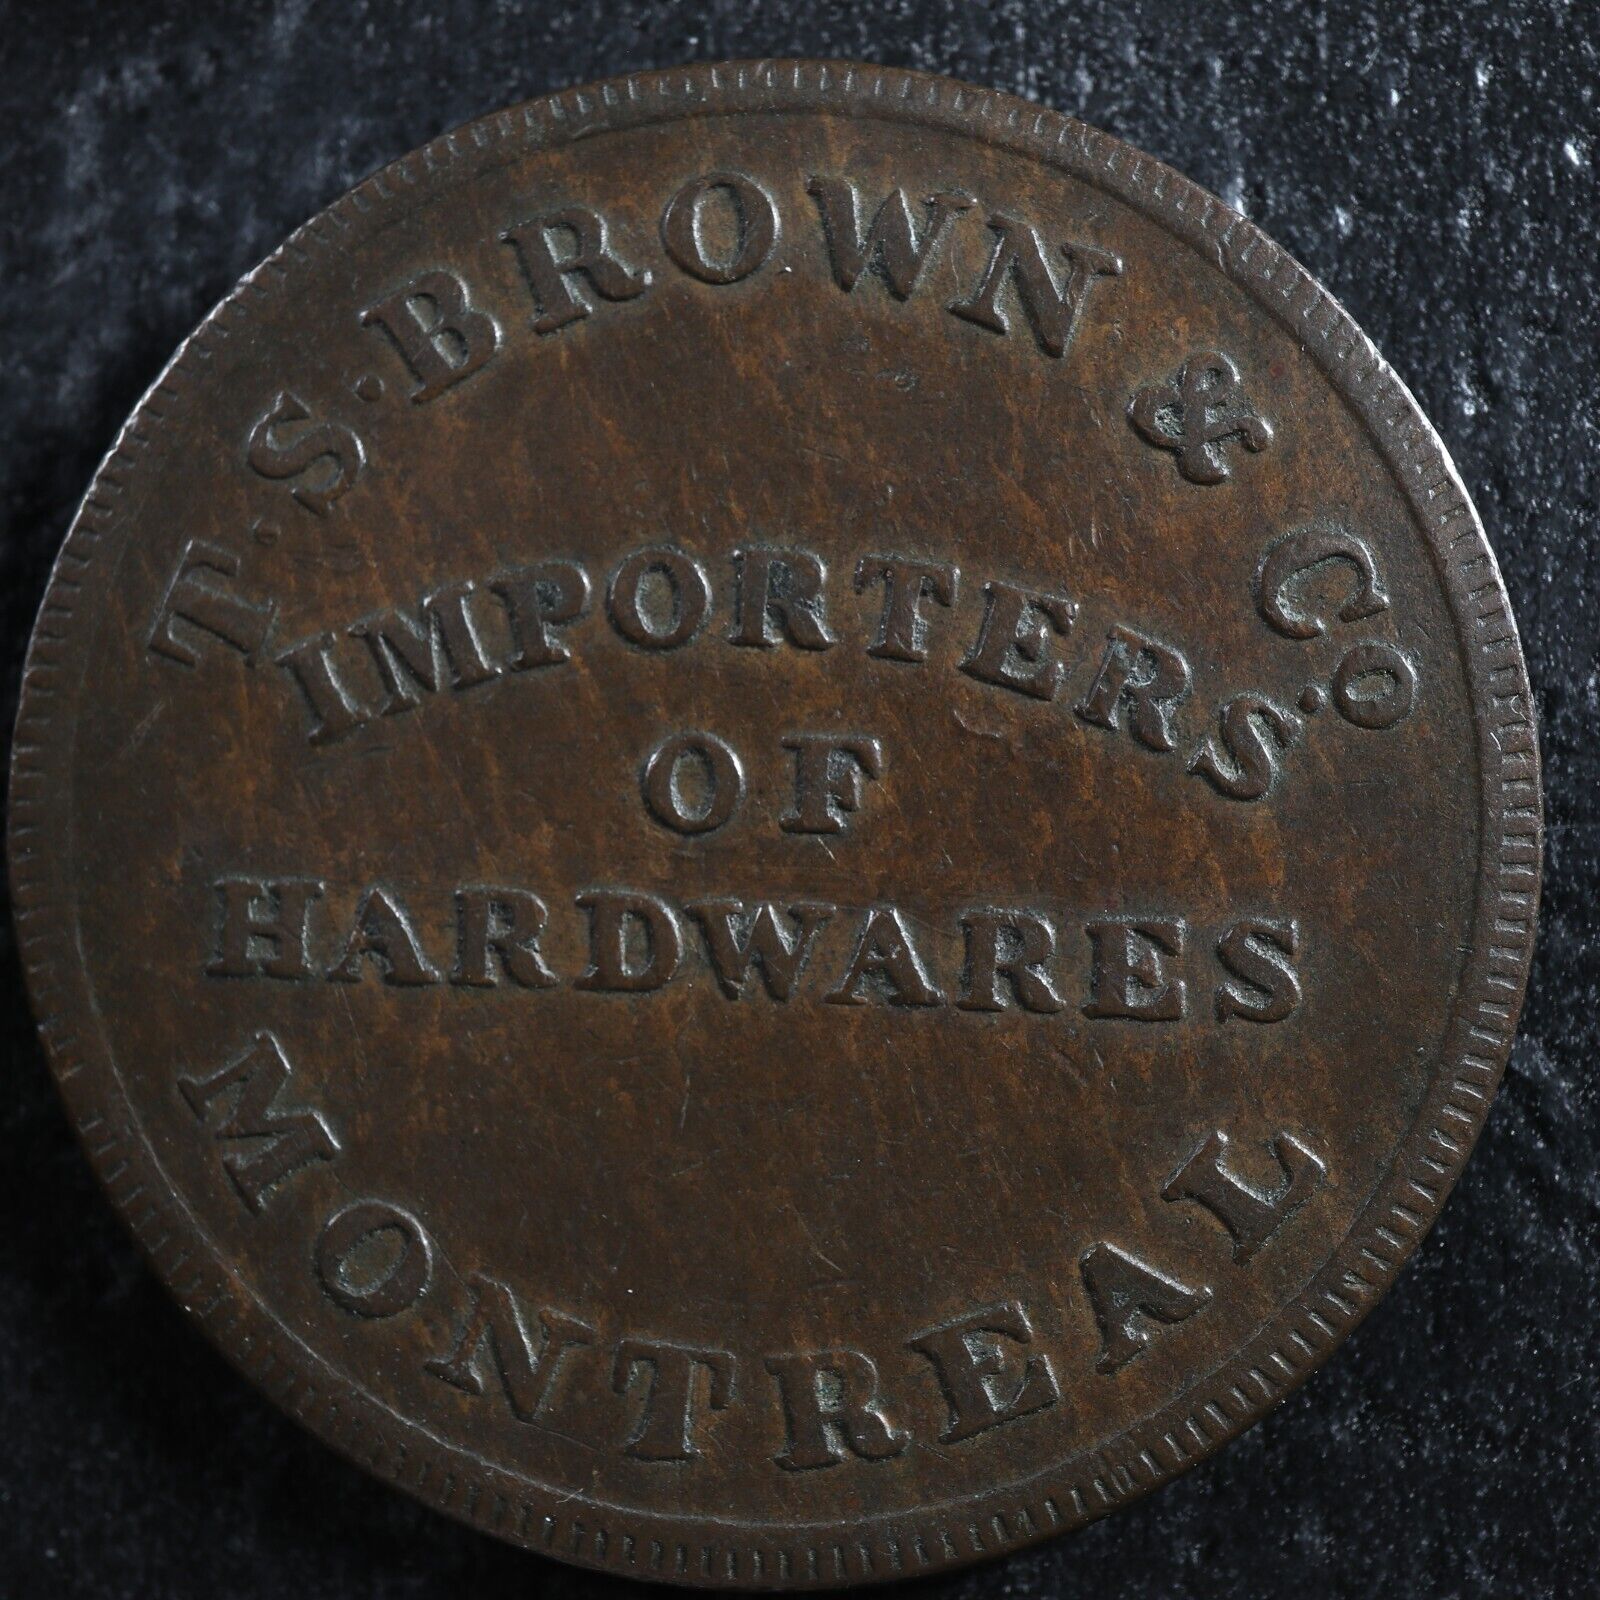 T.S.BROWN & Co.
IMPORTERS
OF
HARDWARES
MONTREAL